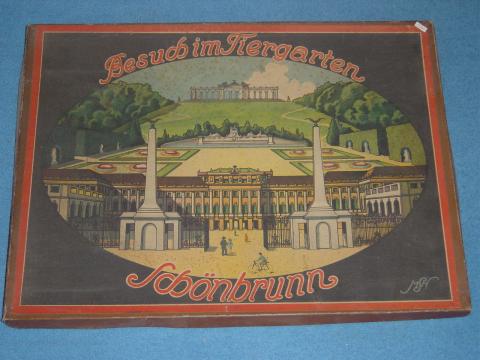 Besuch im Tiergarten
Schönbrunn